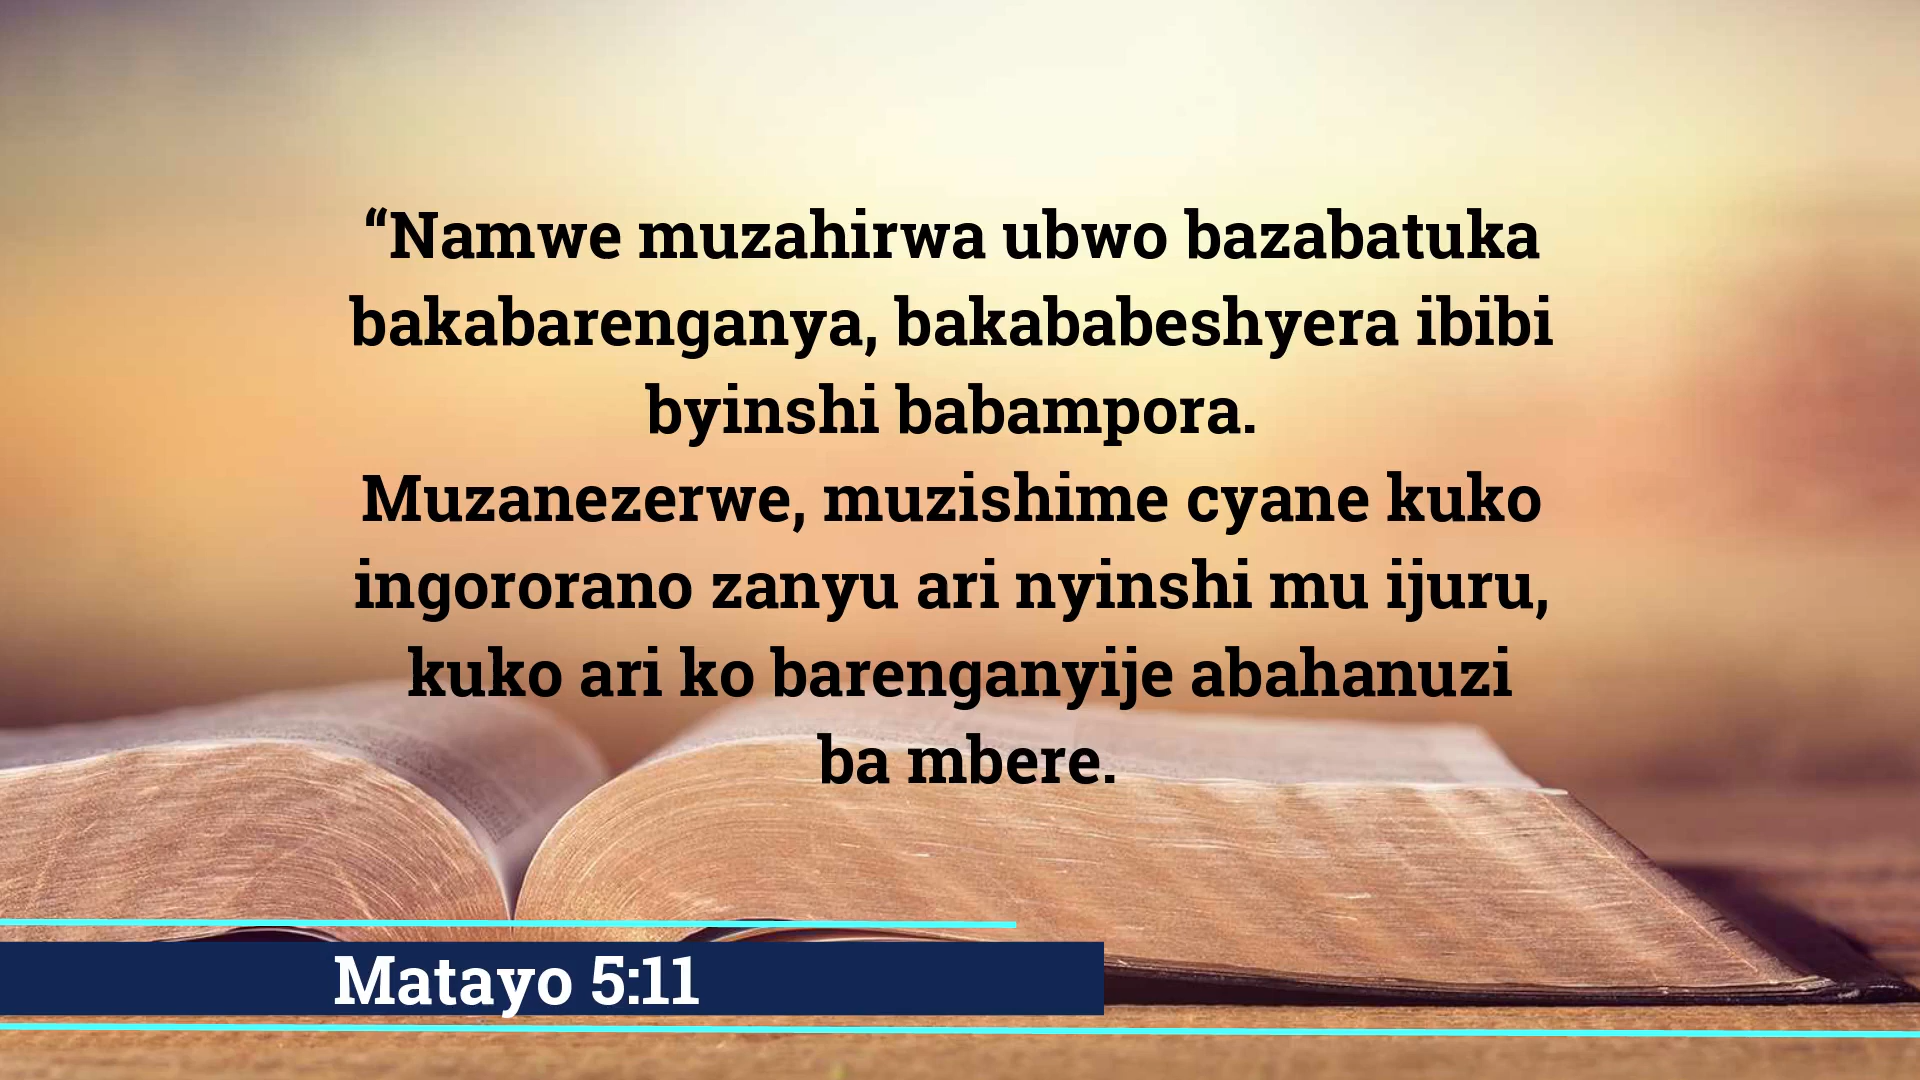 “Namwe muzahirwa ubwo bazabatuka
bakabarenganya, bakababeshyera ibibi
byinshi babampora.
Muzanezerwe, muzishime cyane kuko
ingororano zanyu ari nyinshi mu ijuru,
kuko ari ko barenganyije abahanuzi
ba mbere.
Matayo 5:11